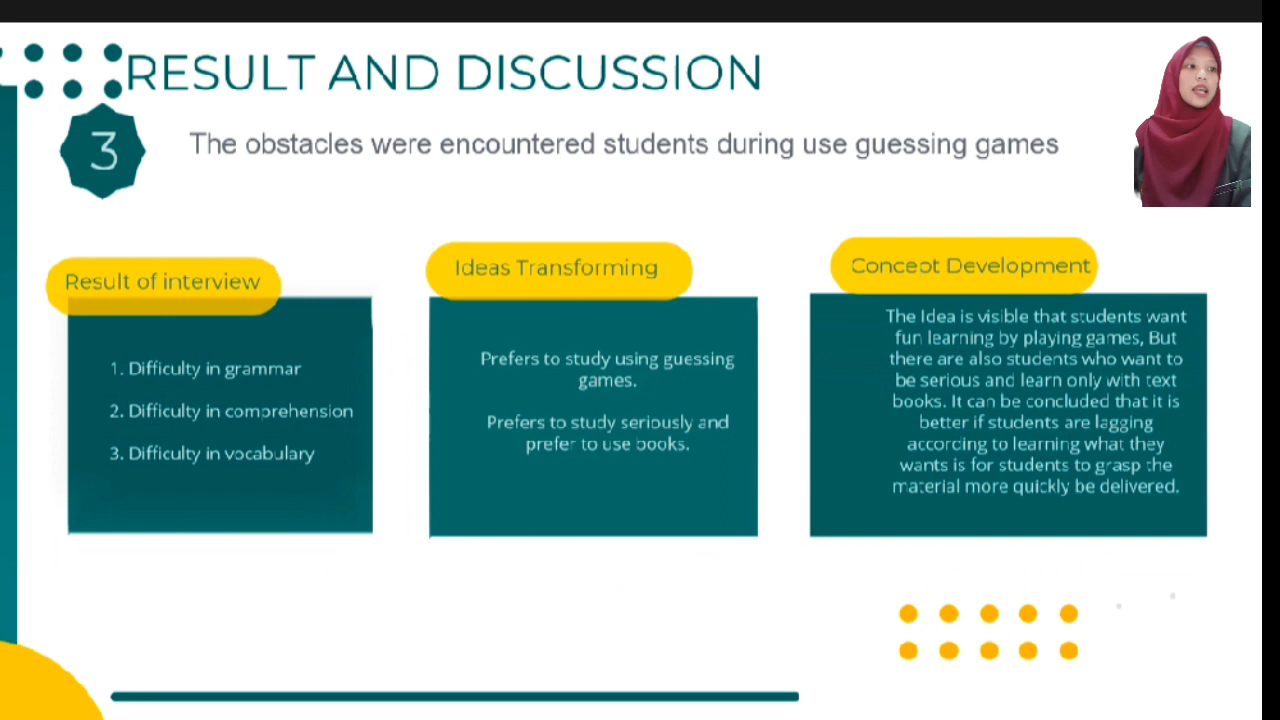 RESULT AND DISCUSSION
3
The obstacles were encountered students during use guessing games
Result of interview
1. Difficulty in grammar
2. Difficulty in comprehension
3. Difficulty in vocabulary
Ideas Transforming
Prefers to study using guessing
games.
Prefers to study seriously and
prefer to use books.
Concept Development
The Idea is visible that students want
fun learning by playing games, But
there are also students who want to
be serious and learn only with text
books. It can be concluded that it is
better if students are lagging
according to learning what they
wants is for students to grasp the
material more quickly be delivered.